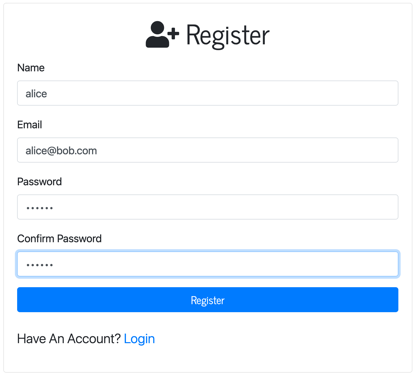 Register
Name
alice
Email
alice@bob.com
Password
••••••
Confirm Password
••••••
Register
Have An Account? Login